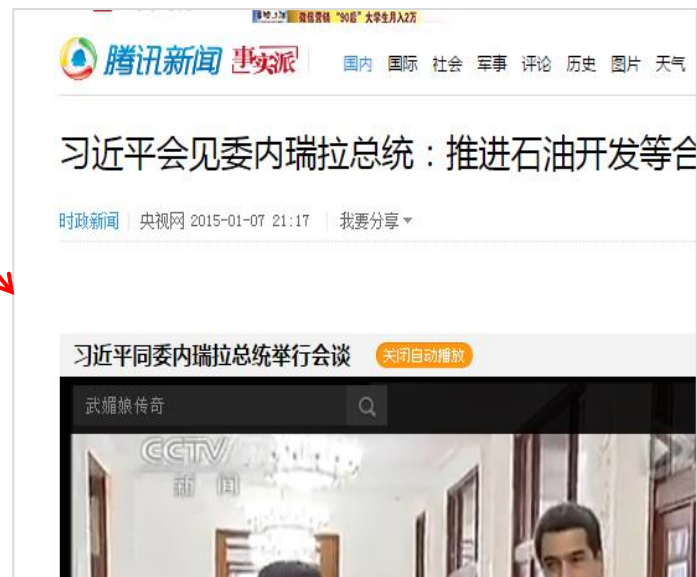 微信营销 "90后" 大学生月入2万
腾讯新闻 事实派 国内 国际 社会 军事 评论 历史 图片 天气
习近平会见委内瑞拉总统：推进石油开发等合
时政新闻 央视网 2015-01-07 21:17 我要分享
习近平同委内瑞拉总统举行会谈 关闭自动播放
武媚娘传奇
CCTV
新闻